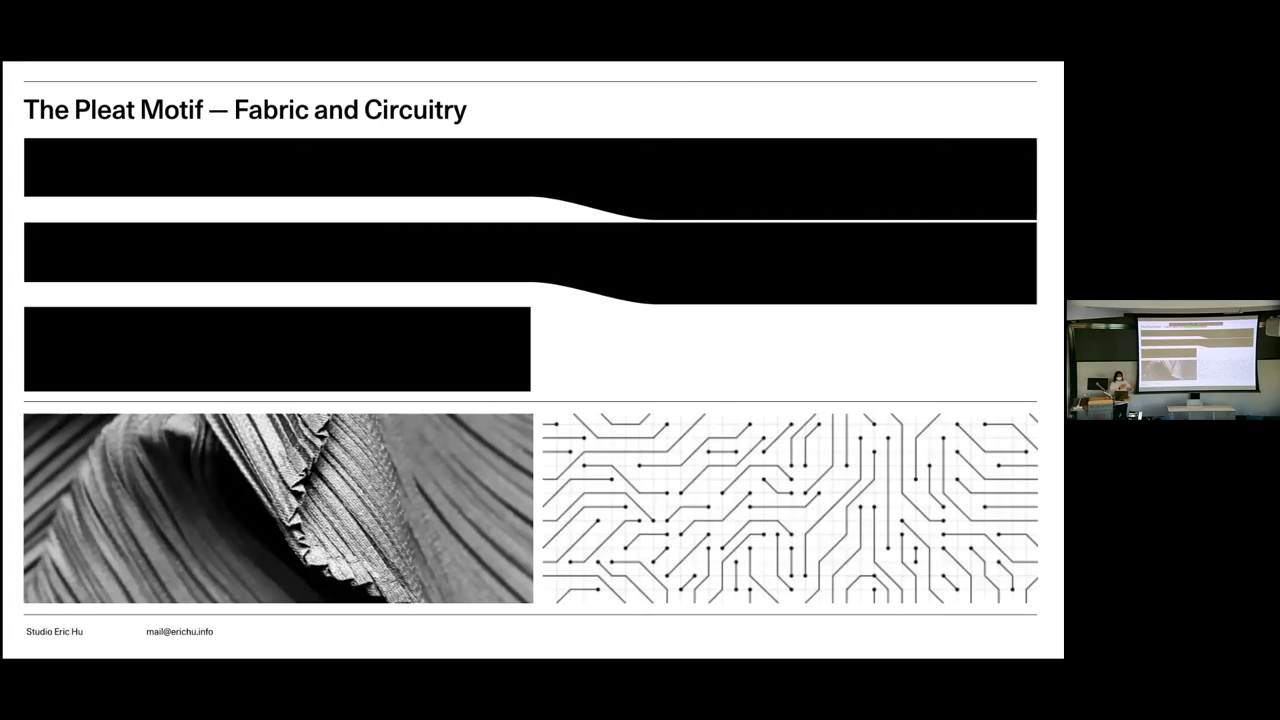 The Pleat Motif — Fabric and Circuitry
Studio Eric Hu
mail@erichu.info